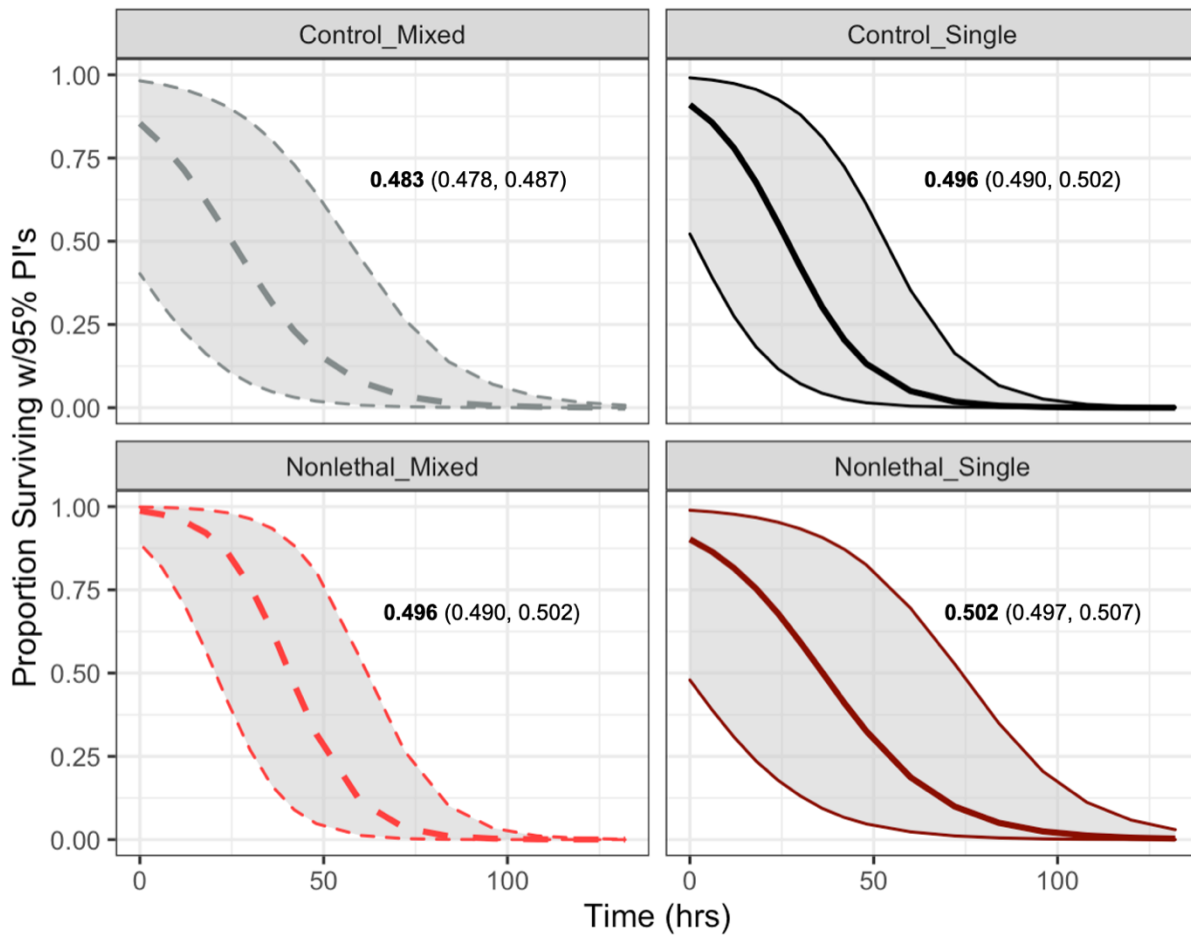 Control_Mixed
Control_Single
1.00
0.75
0.50
0.25
0.00
0.483 (0.478, 0.487)
0.496 (0.490, 0.502)
Proportion Surviving w/95% PI's
Nonlethal_Mixed
Nonlethal_Single
1.00
0.75
0.50
0.25
0.00
0.496 (0.490, 0.502)
0.502 (0.497, 0.507)
0 50 100
0 50 100
Time (hrs)